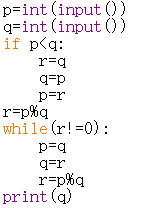 p=int(input())
q=int(input())
if p<q:
    r=q
    q=p
    p=r
r=p%q
while(r!=0):
    p=q
    q=r
    r=p%q
print(q)